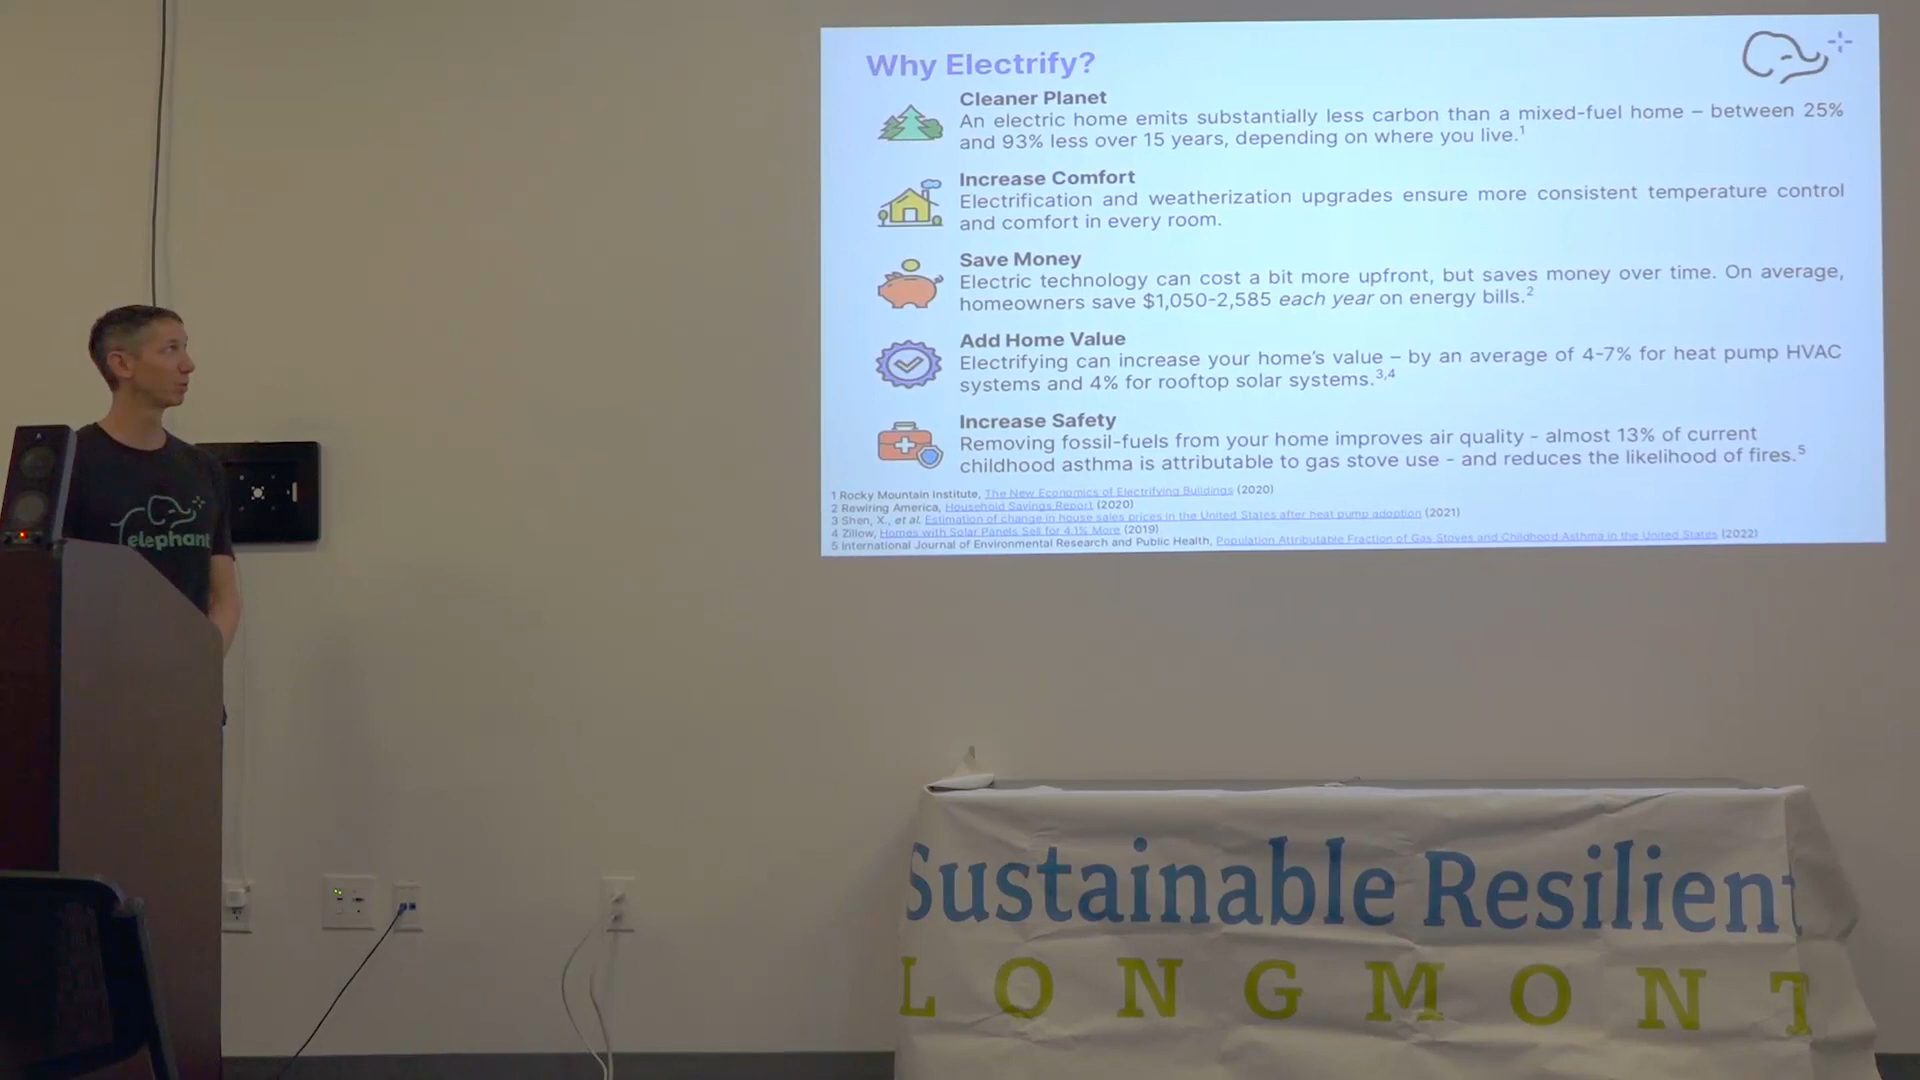 Why Electrify?
Cleaner Planet
An electric home emits substantially less carbon than a mixed-fuel home – between 25%
and 93% less over 15 years, depending on where you live.1
Increase Comfort
Electrification and weatherization upgrades ensure more consistent temperature control
and comfort in every room.
Save Money
Electric technology can cost a bit more upfront, but saves money over time. On average,
homeowners save $1,050-2,585 each year on energy bills.2
Add Home Value
Electrifying can increase your home's value – by an average of 4-7% for heat pump HVAC
systems and 4% for rooftop solar systems.3,4
Increase Safety
Removing fossil-fuels from your home improves air quality - almost 13% of current
childhood asthma is attributable to gas stove use - and reduces the likelihood of fires.5
1 Rocky Mountain Institute, The New Economics of Electrifying Buildings (2020)
2 Rewiring America, Household Savings Report (2020)
3 Shen, X., et al. Estimation of change in house sales prices in the United States after heat pump adoption (2021)
4 Zillow, Homes with Solar Panels Sell for 4.1% More (2019)
5 International Journal of Environmental Research and Public Health, Population Attributable Fraction of Gas Stoves and Childhood Asthma in the United States (2022)
elephant
Sustainable Resilient
LONGMONT